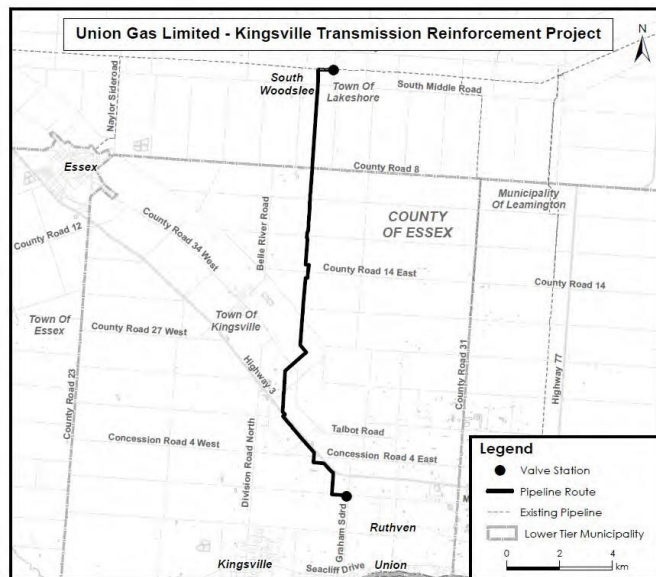 Union Gas Limited - Kingsville Transmission Reinforcement Project
N
South
Woodslee
Town Of
Lakeshore
South Middle Road
Naylor Sideroad
Essex
County Road 8
Municipality
Of Leamington
County Road 12
County Road 34 West
Belle River Road
COUNTY
OF ESSEX
County Road 14 East
County Road 14
Town Of
Essex
Town Of
Kingsville
County Road 27 West
Highway 3
County Road 23
County Road 31
Highway 77
Talbot Road
Concession Road 4 West
Division Road North
Concession Road 4 East
M
Graham Sdrd
Ruthven
Kingsville
Seacliff Drive
Union
Legend
Valve Station
Pipeline Route
Existing Pipeline
Lower Tier Municipality
0 2 4
km